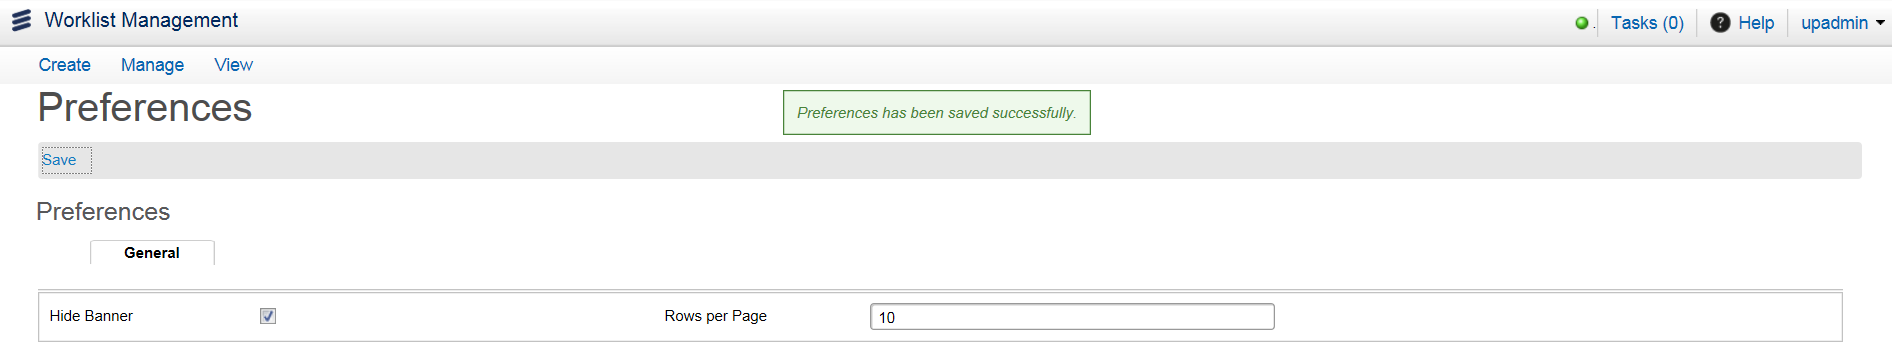 Worklist Management
. Tasks (0) ? Help upadmin
Create Manage View
Preferences
Preferences has been saved successfully.
Save
Preferences
General
Hide Banner Rows per Page 10